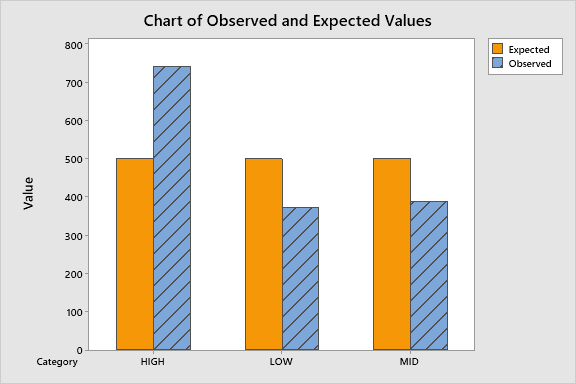 Chart of Observed and Expected Values
Expected
Observed
800
700
600
500
400
300
200
100
0
Value
Category
HIGH
LOW
MID